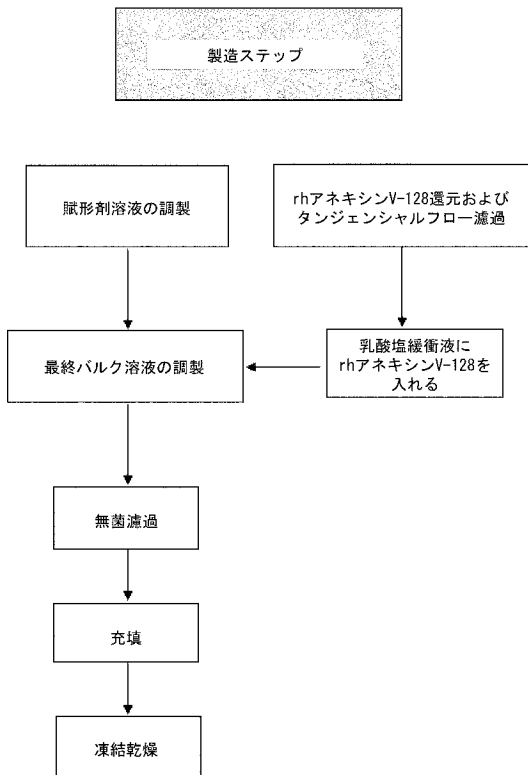 製造ステップ
賦形剤溶液の調製
rhアネキシンV-128還元および
タンジェンシャルフロー濾過
最終バルク溶液の調製
乳酸塩緩衝液に
rhアネキシンV-128を
入れる
無菌濾過
充填
凍結乾燥